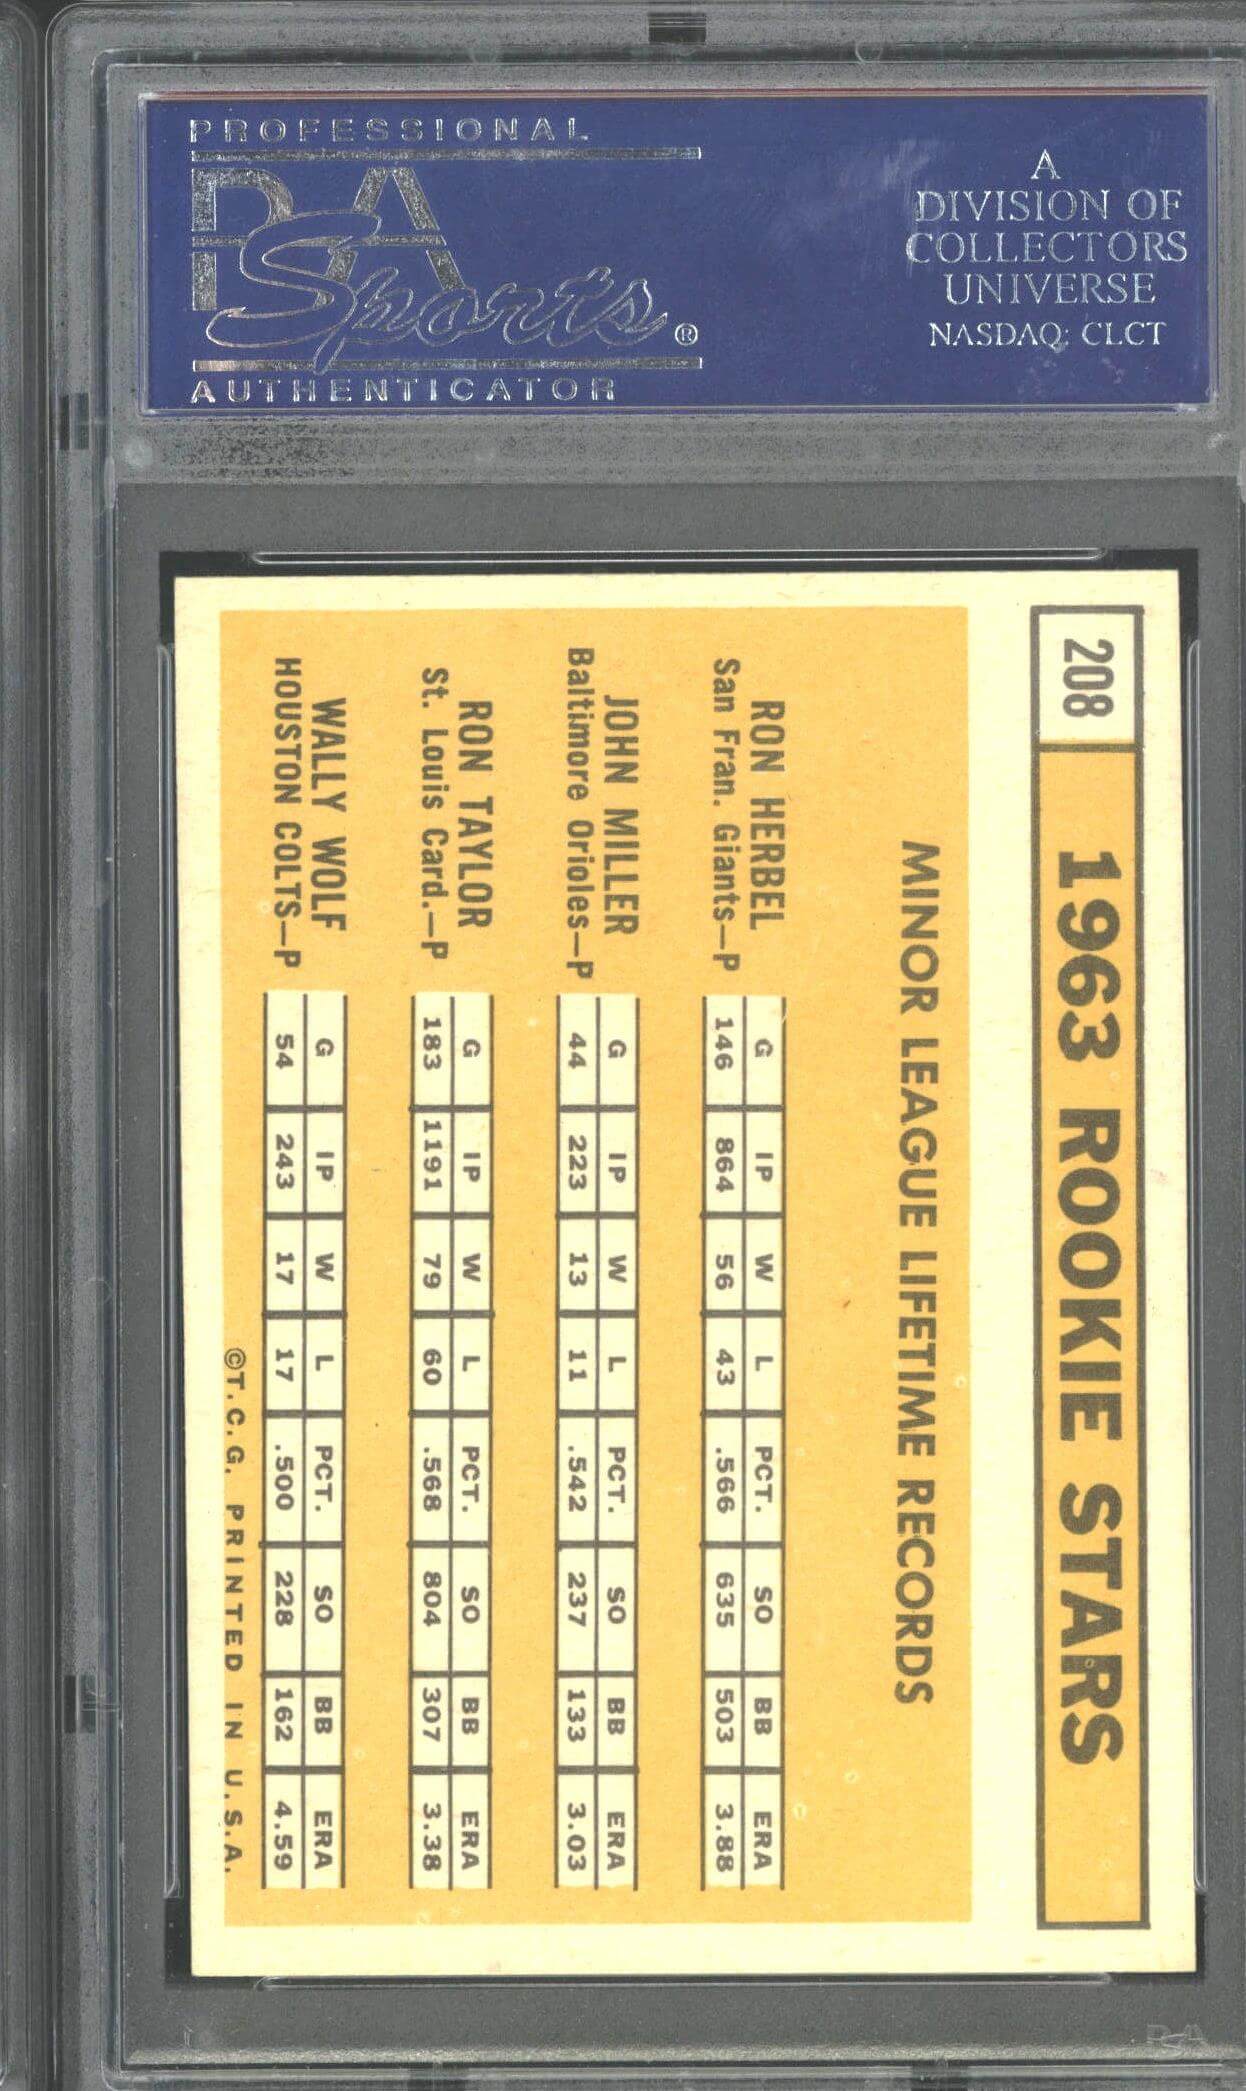 PROFESSIONAL
PSA
Sports®
AUTHENTICATOR
A
DIVISION OF
COLLECTORS
UNIVERSE
NASDAQ: CLCT
208 1963 ROOKIE STARS
MINOR LEAGUE LIFETIME RECORDS
RON HERBEL G IP W L PCT. SO BB ERA
San Fran. Giants—P 146 864 56 43 .566 635 503 3.88
JOHN MILLER G IP W L PCT. SO BB ERA
Baltimore Orioles—P 44 223 13 11 .542 237 133 3.03
RON TAYLOR G IP W L PCT. SO BB ERA
St. Louis Card.—P 183 1191 79 60 .568 804 307 3.38
WALLY WOLF G IP W L PCT. SO BB ERA
HOUSTON COLTS—P 54 243 17 17 .500 228 162 4.59
©T.C.G. PRINTED IN U.S.A.
PSA